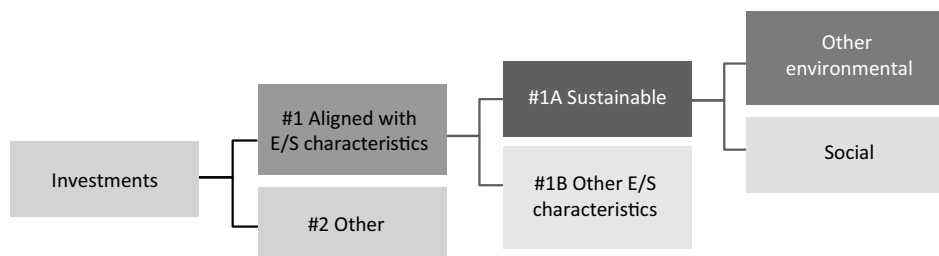 Investments
#1 Aligned with
E/S characteristics
#2 Other
#1A Sustainable
#1B Other E/S
characteristics
Other
environmental
Social